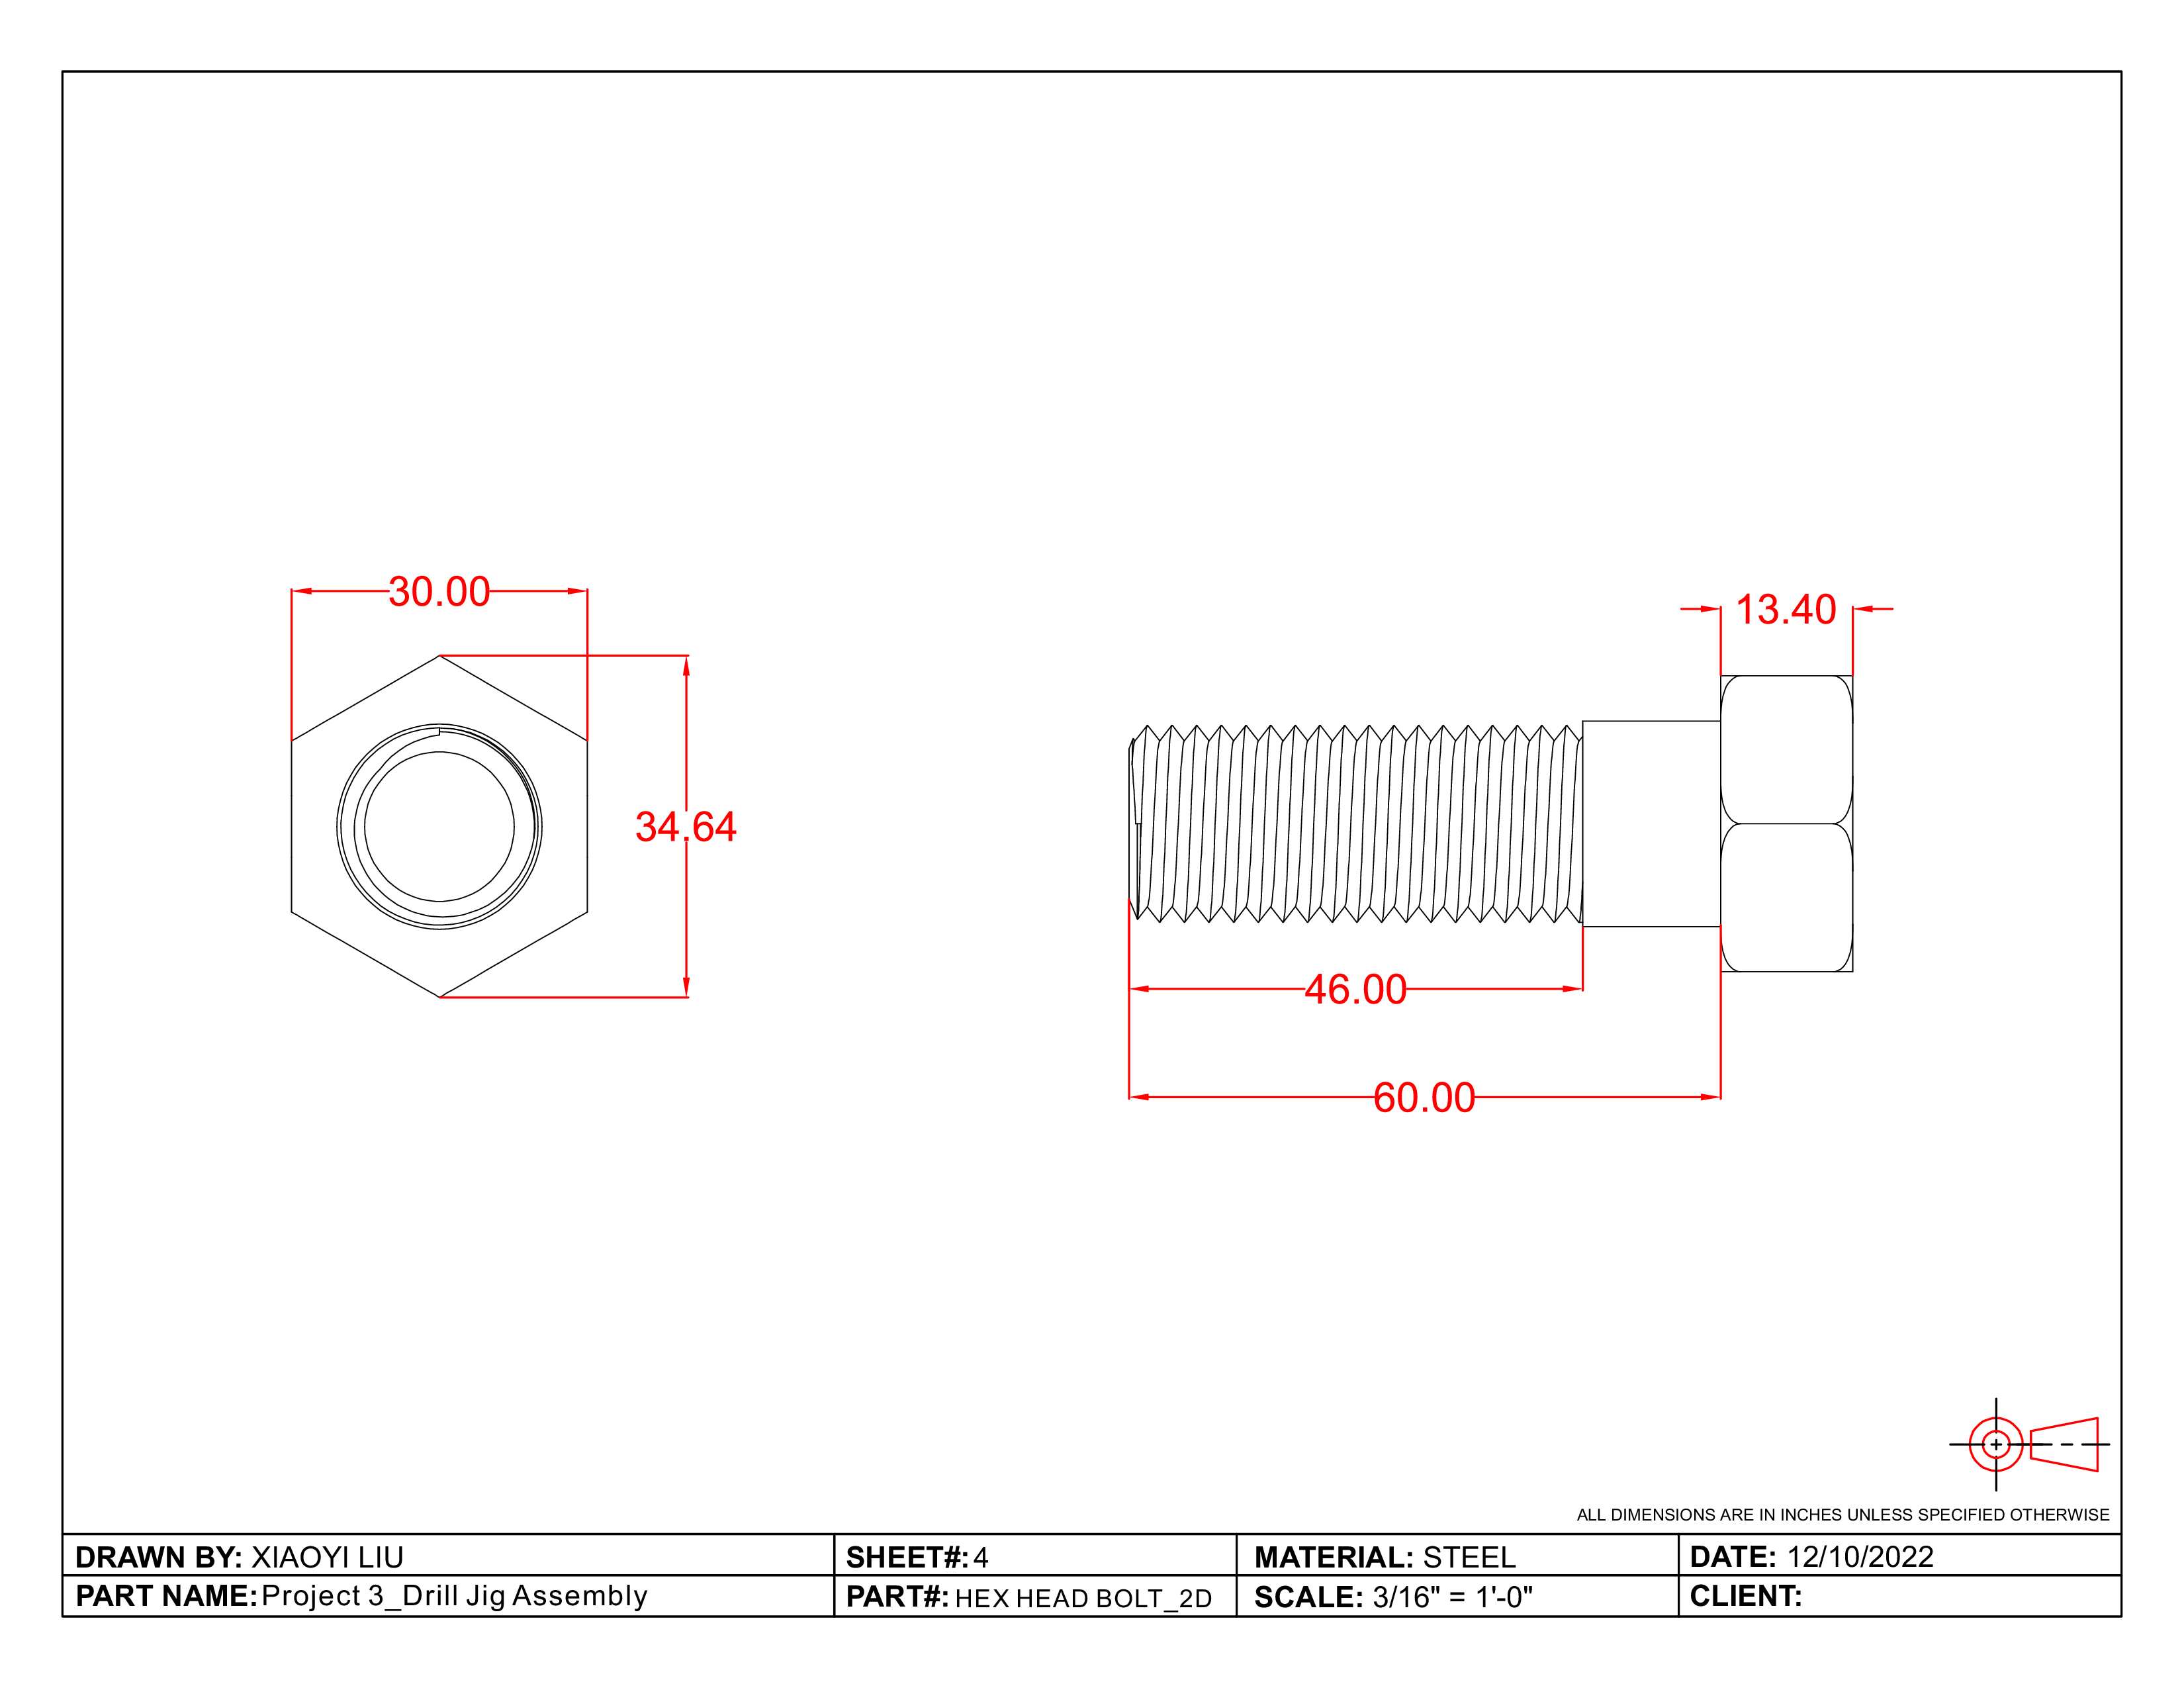 30.00
13.40
34.64
46.00
60.00
ALL DIMENSIONS ARE IN INCHES UNLESS SPECIFIED OTHERWISE
DRAWN BY: XIAOYI LIU
SHEET#: 4
MATERIAL: STEEL
DATE: 12/10/2022
PART NAME: Project 3_Drill Jig Assembly
PART#: HEX HEAD BOLT_2D
SCALE: 3/16" = 1'-0"
CLIENT: